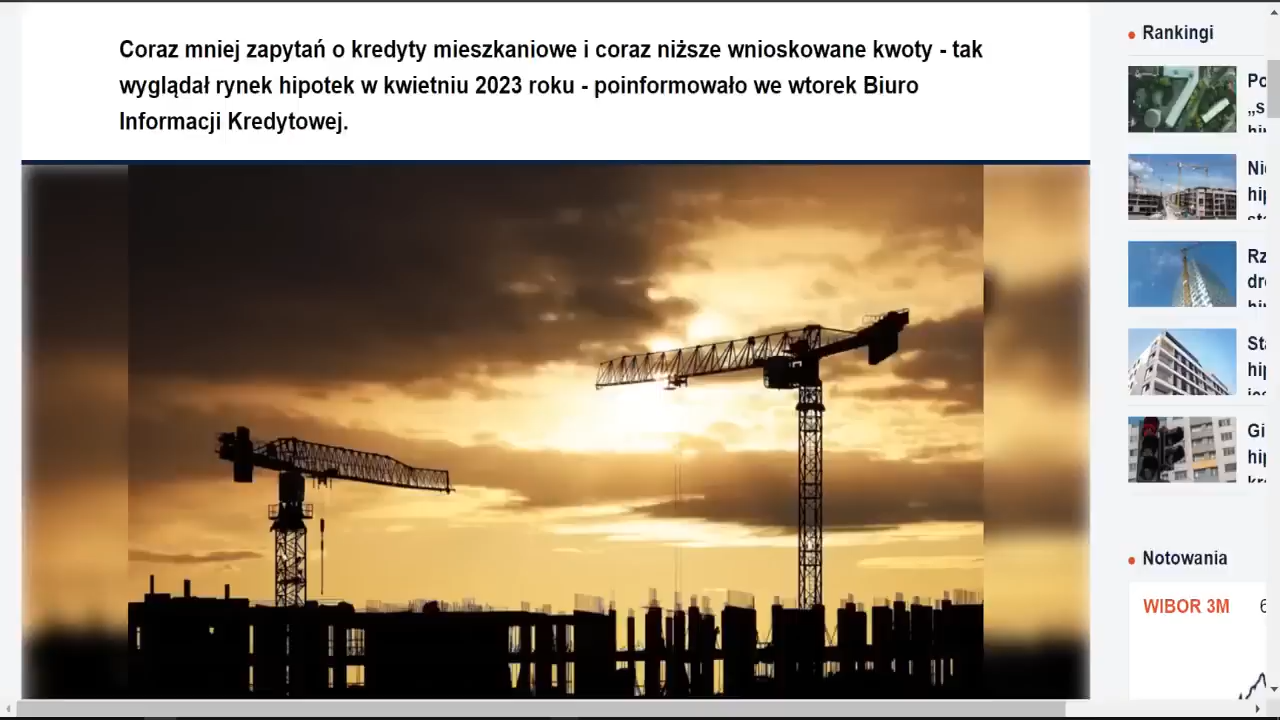 Coraz mniej zapytań o kredyty mieszkaniowe i coraz niższe wnioskowane kwoty - tak
wyglądał rynek hipotek w kwietniu 2023 roku - poinformowało we wtorek Biuro
Informacji Kredytowej.
Rankingi
Notowania
WIBOR 3M 6